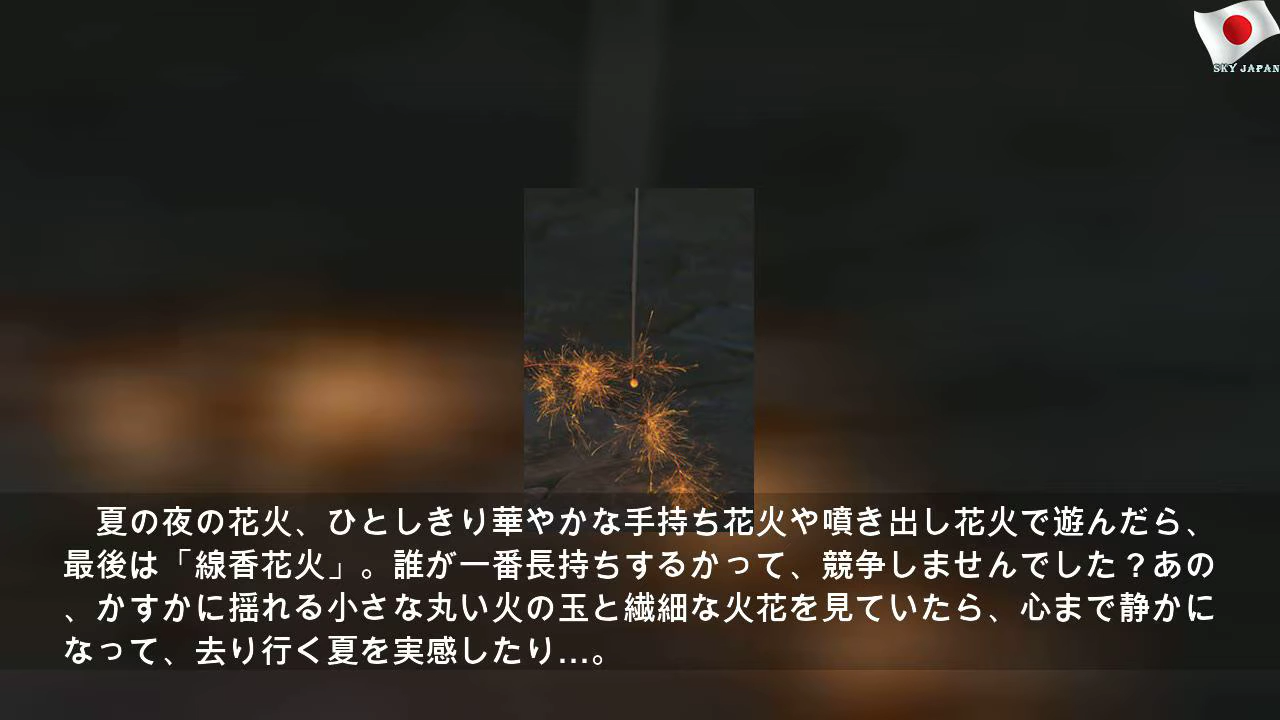 SKY JAPAN
夏の夜の花火、ひとしきり華やかな手持ち花火や噴き出し花火で遊んだら、
最後は「線香花火」。誰が一番長持ちするかって、競争しませんでした？あの
、かすかに揺れる小さな丸い火の玉と繊細な火花を見ていたら、心まで静かに
なって、去り行く夏を実感したり…。